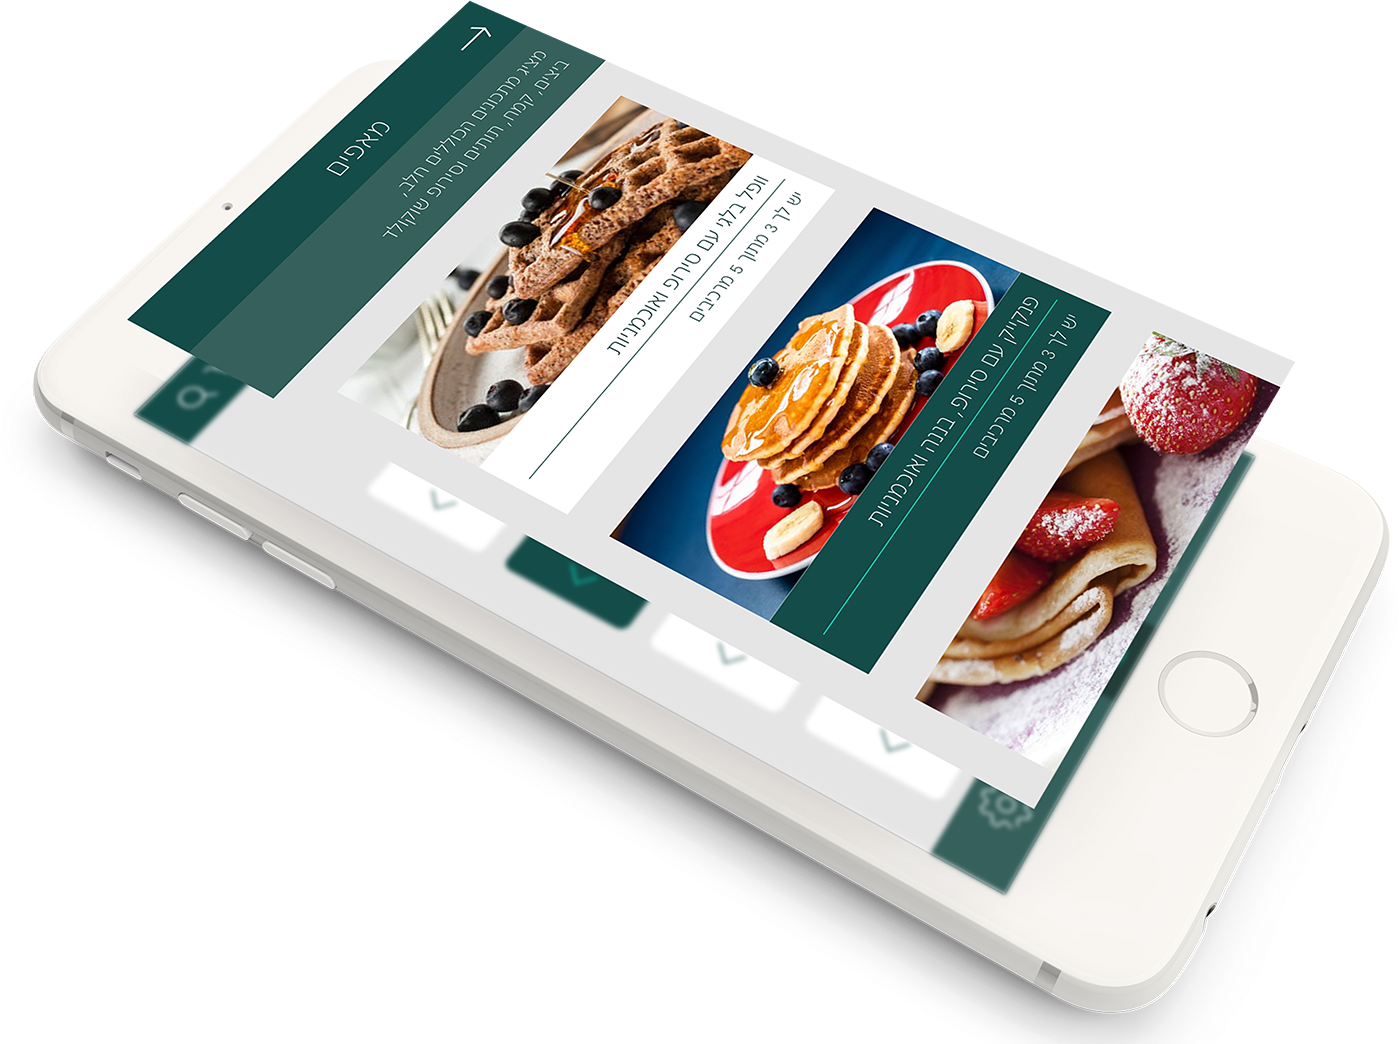 מאפים
מציג מתכונים הכוללים חלב,
ביצים, קמח, תותים וסירופ שוקולד
וופל בלגי עם סירופ ואוכמניות
יש לך 3 מתוך 5 מרכיבים
פנקייק עם סירופ, בננה ואוכמניות
יש לך 3 מתוך 5 מרכיבים